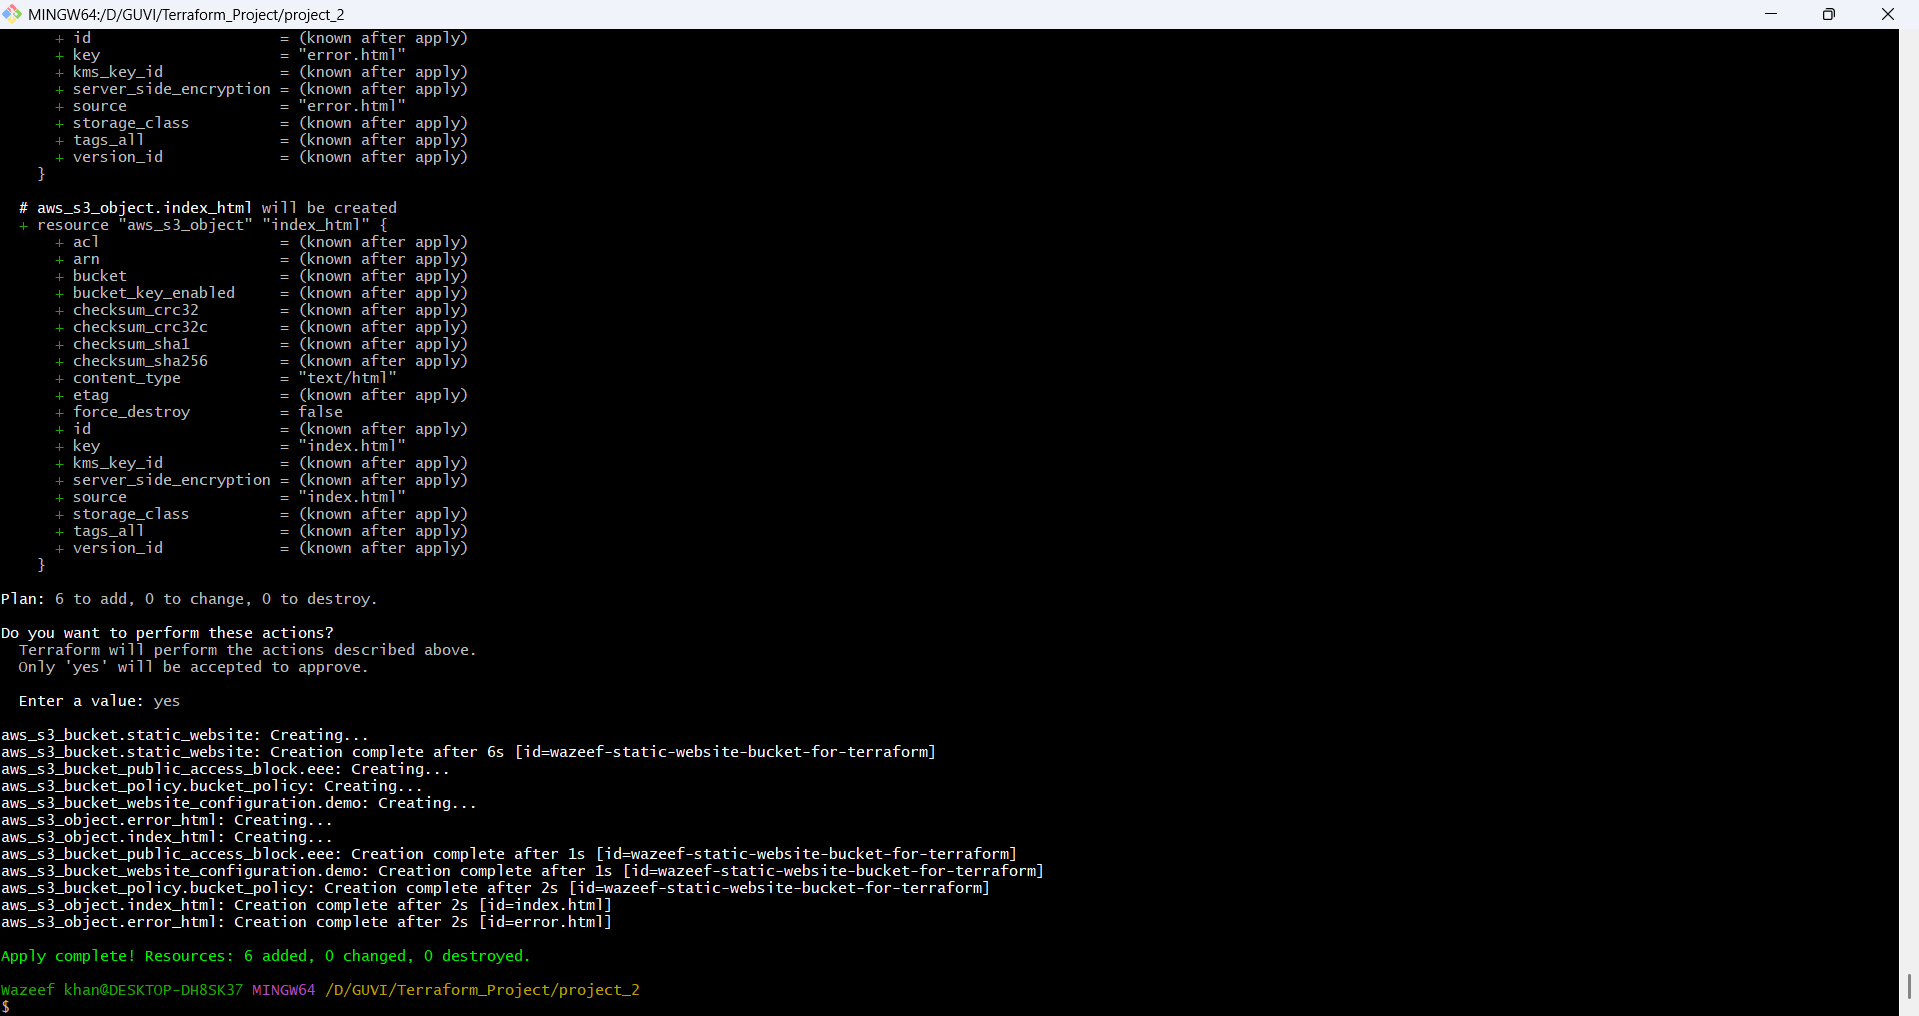 MINGW64:/D/GUVI/Terraform_Project/project_2
      + id                     = (known after apply)
      + key                    = "error.html"
      + kms_key_id             = (known after apply)
      + server_side_encryption = (known after apply)
      + source                 = "error.html"
      + storage_class          = (known after apply)
      + tags_all               = (known after apply)
      + version_id             = (known after apply)
    }
  # aws_s3_object.index_html will be created
  + resource "aws_s3_object" "index_html" {
      + acl                    = (known after apply)
      + arn                    = (known after apply)
      + bucket                 = (known after apply)
      + bucket_key_enabled     = (known after apply)
      + checksum_crc32         = (known after apply)
      + checksum_crc32c        = (known after apply)
      + checksum_sha1          = (known after apply)
      + checksum_sha256        = (known after apply)
      + content_type           = "text/html"
      + etag                   = (known after apply)
      + force_destroy          = false
      + id                     = (known after apply)
      + key                    = "index.html"
      + kms_key_id             = (known after apply)
      + server_side_encryption = (known after apply)
      + source                 = "index.html"
      + storage_class          = (known after apply)
      + tags_all               = (known after apply)
      + version_id             = (known after apply)
    }
Plan: 6 to add, 0 to change, 0 to destroy.
Do you want to perform these actions?
  Terraform will perform the actions described above.
  Only 'yes' will be accepted to approve.
  Enter a value: yes
aws_s3_bucket.static_website: Creating...
aws_s3_bucket.static_website: Creation complete after 6s [id=wazeef-static-website-bucket-for-terraform]
aws_s3_bucket_public_access_block.eee: Creating...
aws_s3_bucket_policy.bucket_policy: Creating...
aws_s3_bucket_website_configuration.demo: Creating...
aws_s3_object.error_html: Creating...
aws_s3_object.index_html: Creating...
aws_s3_bucket_public_access_block.eee: Creation complete after 1s [id=wazeef-static-website-bucket-for-terraform]
aws_s3_bucket_website_configuration.demo: Creation complete after 1s [id=wazeef-static-website-bucket-for-terraform]
aws_s3_bucket_policy.bucket_policy: Creation complete after 2s [id=wazeef-static-website-bucket-for-terraform]
aws_s3_object.index_html: Creation complete after 2s [id=index.html]
aws_s3_object.error_html: Creation complete after 2s [id=error.html]
Apply complete! Resources: 6 added, 0 changed, 0 destroyed.
Wazeef khan@DESKTOP-DH8SK37 MINGW64 /D/GUVI/Terraform_Project/project_2
$